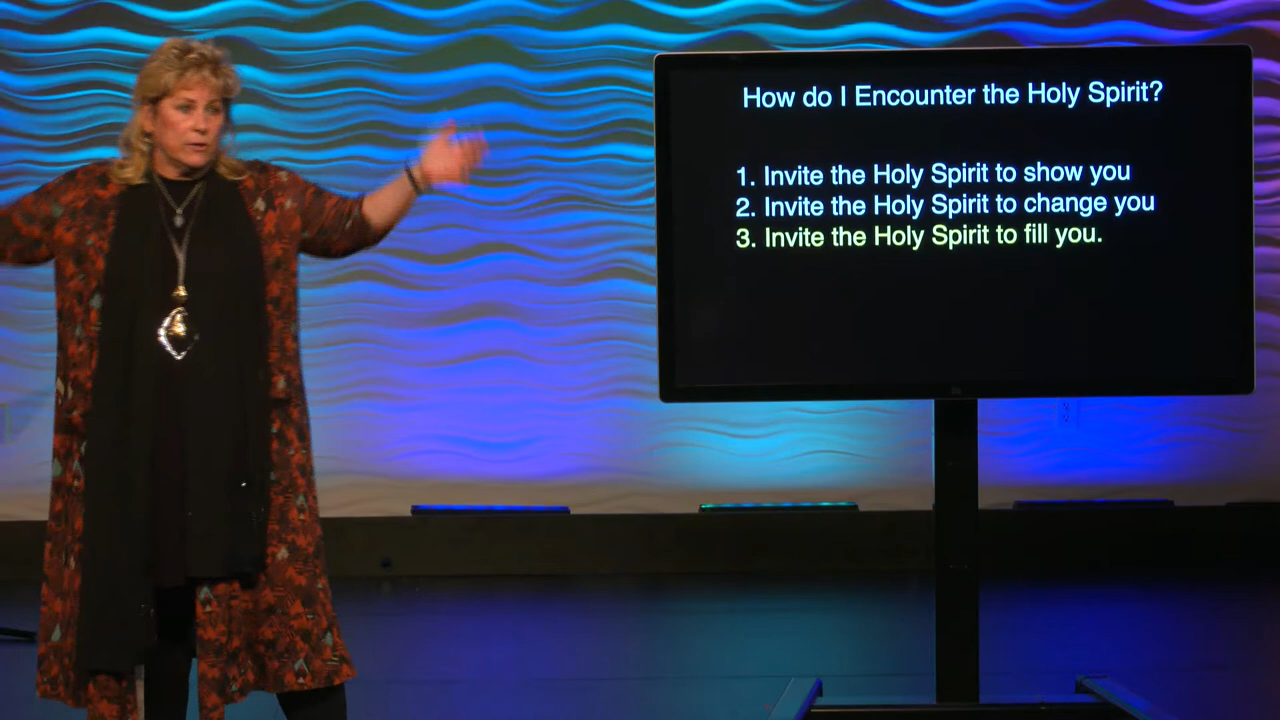 How do I Encounter the Holy Spirit?
1. Invite the Holy Spirit to show you
2. Invite the Holy Spirit to change you
3. Invite the Holy Spirit to fill you.